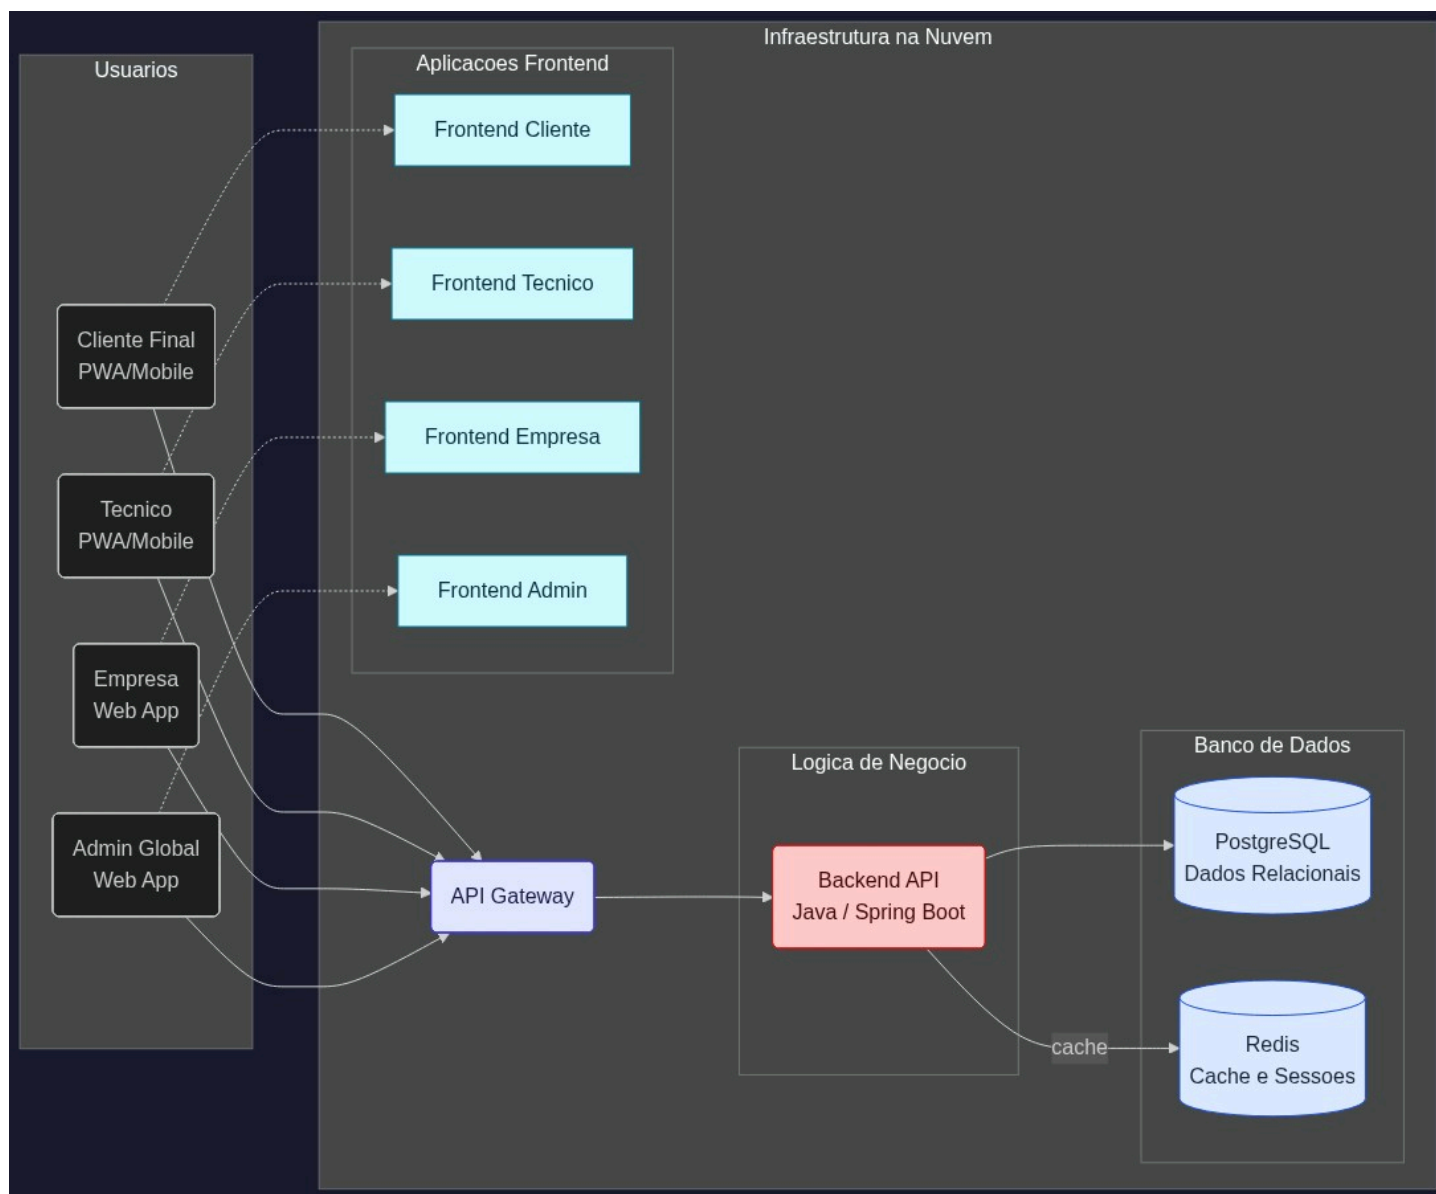 Infraestrutura na Nuvem
Usuarios
Aplicacoes Frontend
Frontend Cliente
Frontend Tecnico
Cliente Final
PWA/Mobile
Frontend Empresa
Tecnico
PWA/Mobile
Frontend Admin
Empresa
Web App
Admin Global
Web App
API Gateway
Logica de Negocio
Backend API
Java / Spring Boot
Banco de Dados
PostgreSQL
Dados Relacionais
cache
Redis
Cache e Sessoes